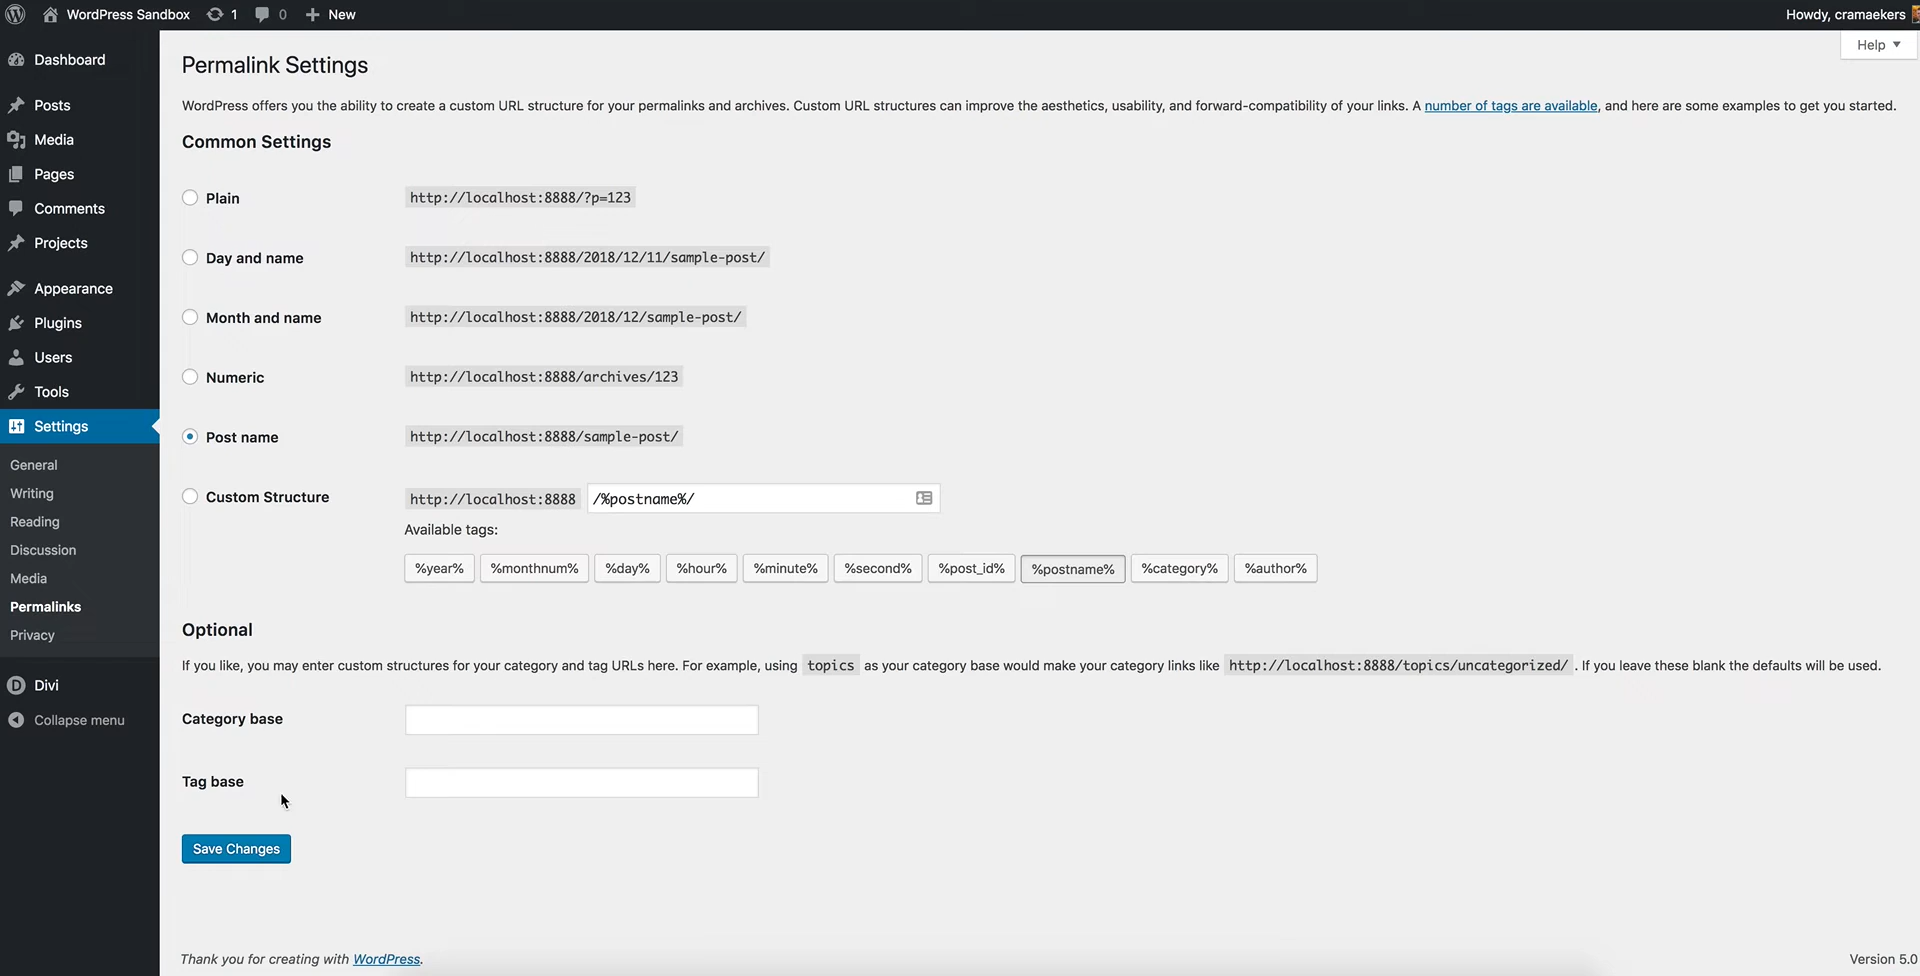 WordPress Sandbox 1 0 + New Howdy, cramaekers
Help
Dashboard
Posts
Media
Pages
Comments
Projects
Appearance
Plugins
Users
Tools
Settings
General
Writing
Reading
Discussion
Media
Permalinks
Privacy
Divi
Collapse menu
Permalink Settings
WordPress offers you the ability to create a custom URL structure for your permalinks and archives. Custom URL structures can improve the aesthetics, usability, and forward-compatibility of your links. A number of tags are available, and here are some examples to get you started.
Common Settings
Plain http://localhost:8888/?p=123
Day and name http://localhost:8888/2018/12/11/sample-post/
Month and name http://localhost:8888/2018/12/sample-post/
Numeric http://localhost:8888/archives/123
Post name http://localhost:8888/sample-post/
Custom Structure http://localhost:8888 /%postname%/
Available tags:
%year% %monthnum% %day% %hour% %minute% %second% %post_id% %postname% %category% %author%
Optional
If you like, you may enter custom structures for your category and tag URLs here. For example, using topics as your category base would make your category links like http://localhost:8888/topics/uncategorized/ . If you leave these blank the defaults will be used.
Category base
Tag base
Save Changes
Thank you for creating with WordPress.
Version 5.0